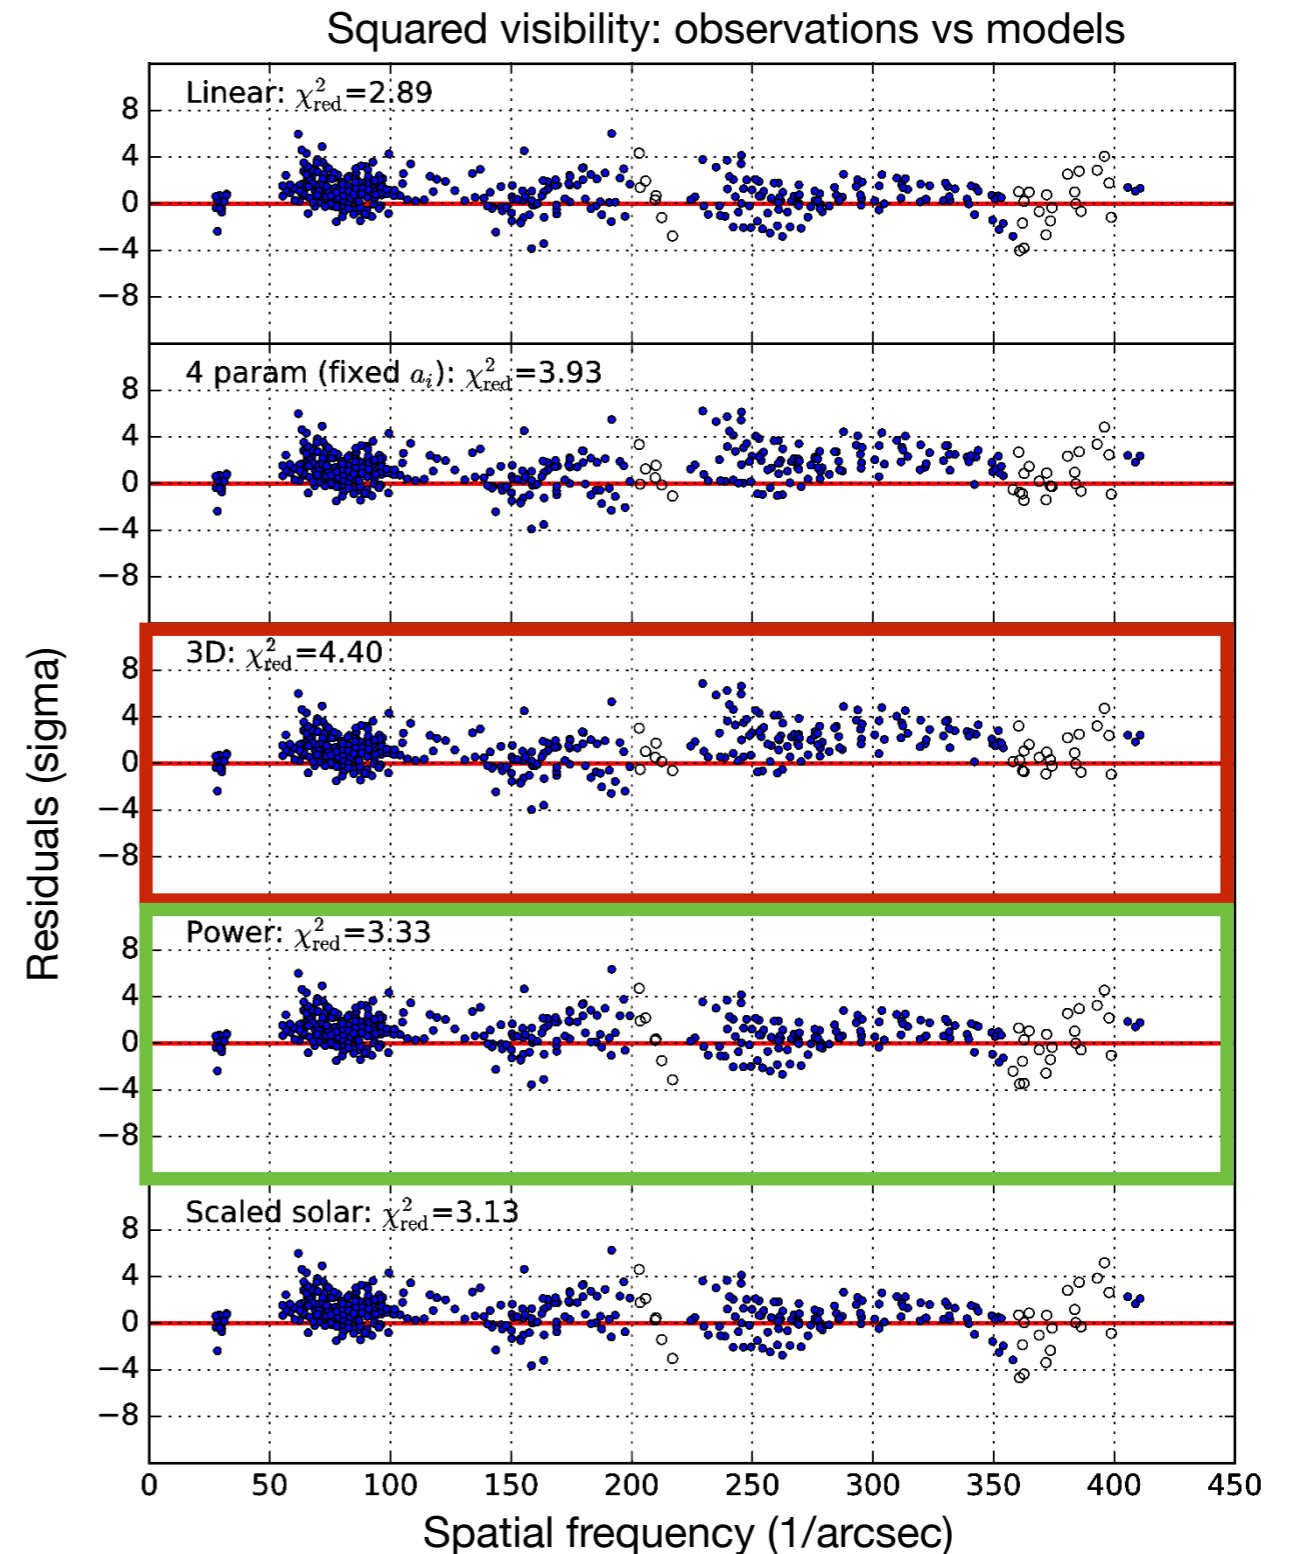 Squared visibility: observations vs models
Linear: χ²red=2.89
8
4
0
−4
−8
4 param (fixed aᵢ): χ²red=3.93
8
4
0
−4
−8
3D: χ²red=4.40
8
4
0
−4
−8
Power: χ²red=3.33
8
4
0
−4
−8
Scaled solar: χ²red=3.13
8
4
0
−4
−8
Residuals (sigma)
0 50 100 150 200 250 300 350 400 450
Spatial frequency (1/arcsec)